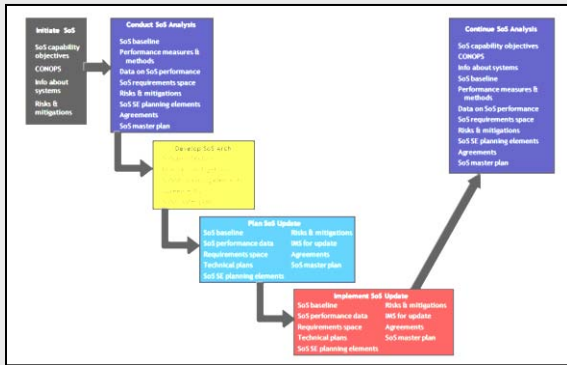 Initiate SoS
SoS capability
objectives
CONOPS
Info about
systems
Risks &
mitigations
Conduct SoS Analysis
SoS baseline
Performance measures &
methods
Data on SoS performance
SoS requirements space
Risks & mitigations
SoS SE planning elements
Agreements
SoS master plan
Develop SoS Arch
Plan SoS Update
SoS baseline
SoS performance data
Requirements space
Technical plans
SoS SE planning elements
Risks & mitigations
IMS for update
Agreements
SoS master plan
Implement SoS Update
SoS baseline
SoS performance data
Requirements space
Technical plans
SoS SE planning elements
Risks & mitigations
IMS for update
Agreements
SoS master plan
Continue SoS Analysis
SoS capability objectives
CONOPS
Info about systems
SoS baseline
Performance measures &
methods
Data on SoS performance
SoS requirements space
Risks & mitigations
SoS SE planning elements
Agreements
SoS master plan